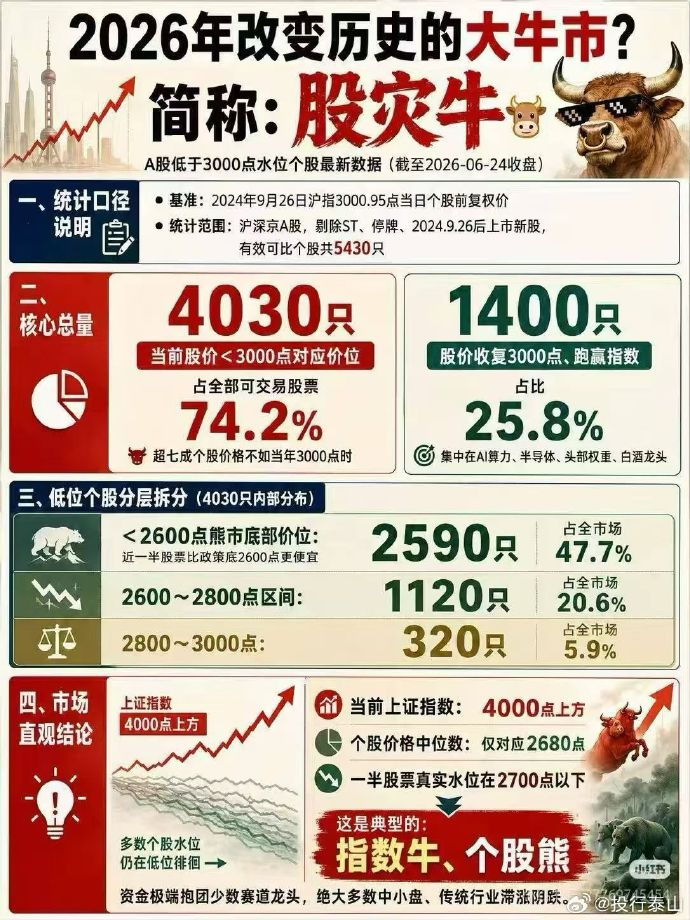 2026年改变历史的大牛市?
简称:股灾牛
A股低于3000点水位个股最新数据(截至2026-06-24收盘)
一、统计口径
说明
• 基准:2024年9月26日沪指3000.95点当日个股前复权价
• 统计范围:沪深京A股,剔除ST、停牌、2024.9.26后上市新股,
有效可比个股共5430只
二、
核心总量
4030只
当前股价<3000点对应价位
占全部可交易股票
74.2%
超七成个股价格不如当年3000点时
1400只
股价收复3000点、跑赢指数
占比
25.8%
集中在AI算力、半导体、头部权重、白酒龙头
三、低位个股分层拆分(4030只内部分布)
<2600点熊市底部价位:
近一半股票比政策底2600点更便宜
2590只
占全市场
47.7%
2600~2800点区间:
1120只
占全市场
20.6%
2800~3000点:
320只
占全市场
5.9%
四、市场
直观结论
上证指数
4000点上方
多数个股水位
仍在低位徘徊→
当前上证指数:4000点上方
个股价格中位数:仅对应2680点
一半股票真实水位在2700点以下
这是典型的:
指数牛、个股熊
资金极端抱团少数赛道龙头,绝大多数中小盘、传统行业滞涨阴跌。
小红书
@投行泰山